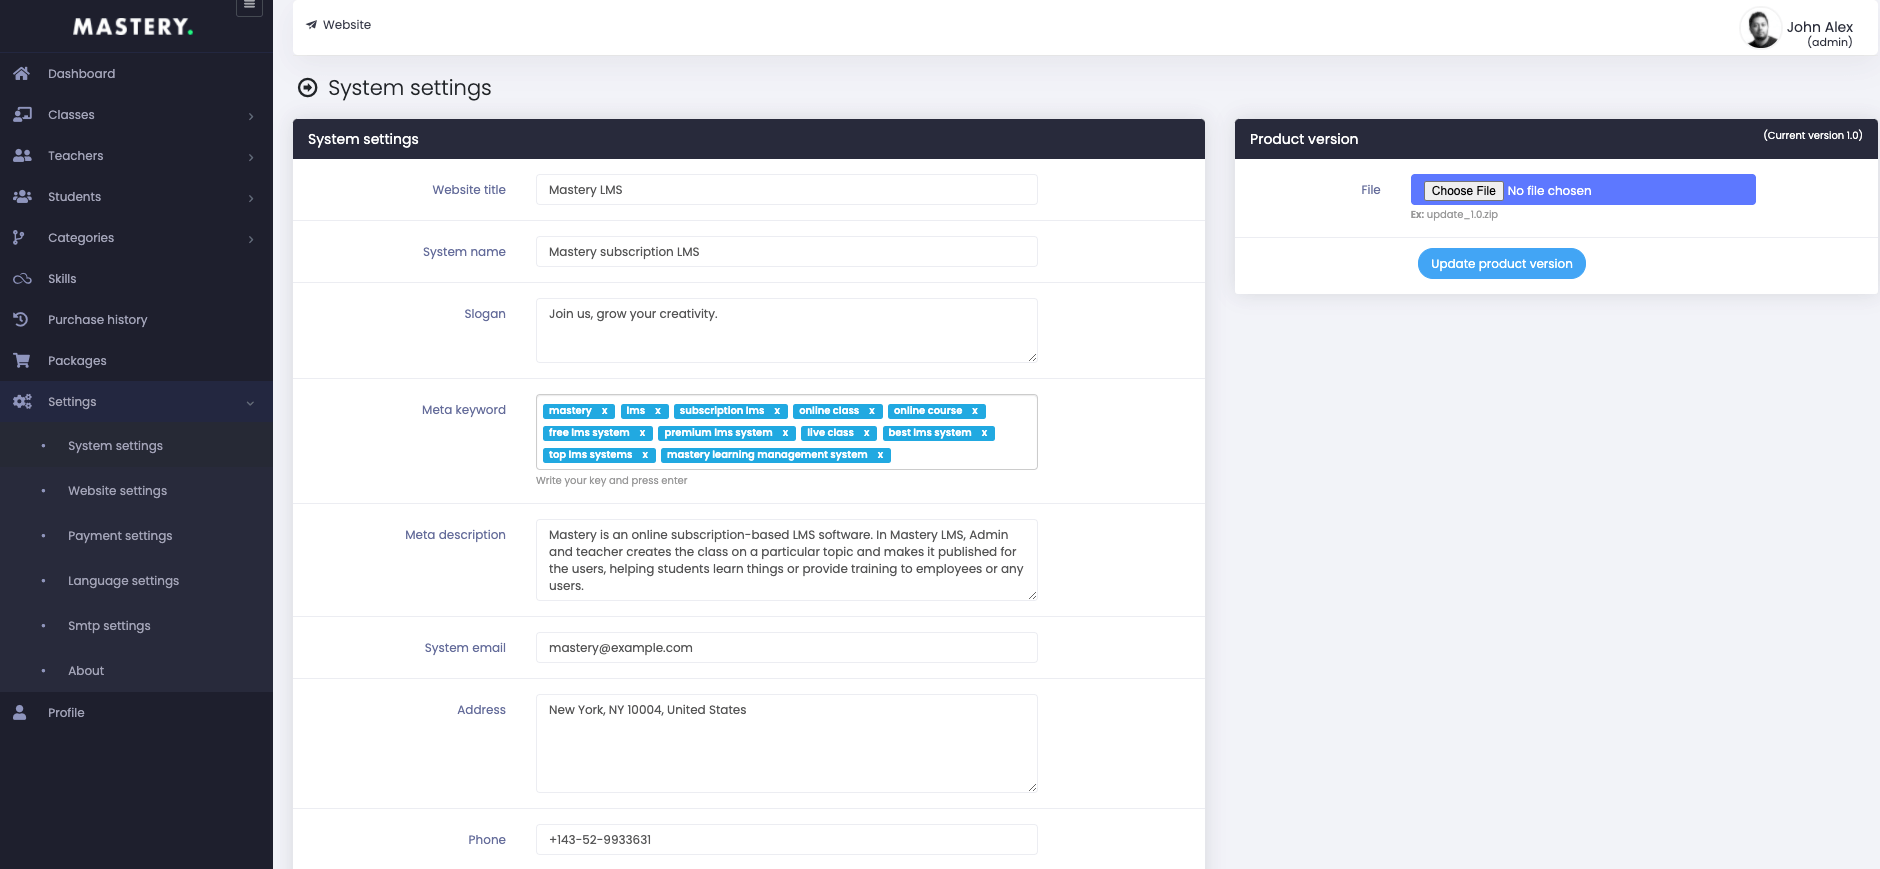 MASTERY.
Dashboard
Classes
Teachers
Students
Categories
Skills
Purchase history
Packages
Settings
System settings
Website settings
Payment settings
Language settings
Smtp settings
About
Profile
Website
John Alex
(admin)
System settings
System settings
Website title
Mastery LMS
System name
Mastery subscription LMS
Slogan
Join us, grow your creativity.
Meta keyword
mastery x lms x subscription lms x online class x online course x
free lms system x premium lms system x live class x best lms system x
top lms systems x mastery learning management system x
Write your key and press enter
Meta description
Mastery is an online subscription-based LMS software. In Mastery LMS, Admin
and teacher creates the class on a particular topic and makes it published for
the users, helping students learn things or provide training to employees or any
users.
System email
mastery@example.com
Address
New York, NY 10004, United States
Phone
+143-52-9933631
Product version
(Current version 1.0)
File
Choose File No file chosen
Ex: update_1.0.zip
Update product version